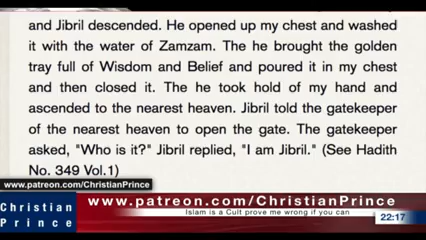 and Jibril descended. He opened up my chest and washed
it with the water of Zamzam. The he brought the golden
tray full of Wisdom and Belief and poured it in my chest
and then closed it. The he took hold of my hand and
ascended to the nearest heaven. Jibril told the gatekeeper
of the nearest heaven to open the gate. The gatekeeper
asked, "Who is it?" Jibril replied, "I am Jibril." (See Hadith
No. 349 Vol.1)
www.patreon.com/ChristianPrince
www.patreon.com/ChristianPrince
Christian
Prince
Islam is a Cult prove me wrong if you can
22:17